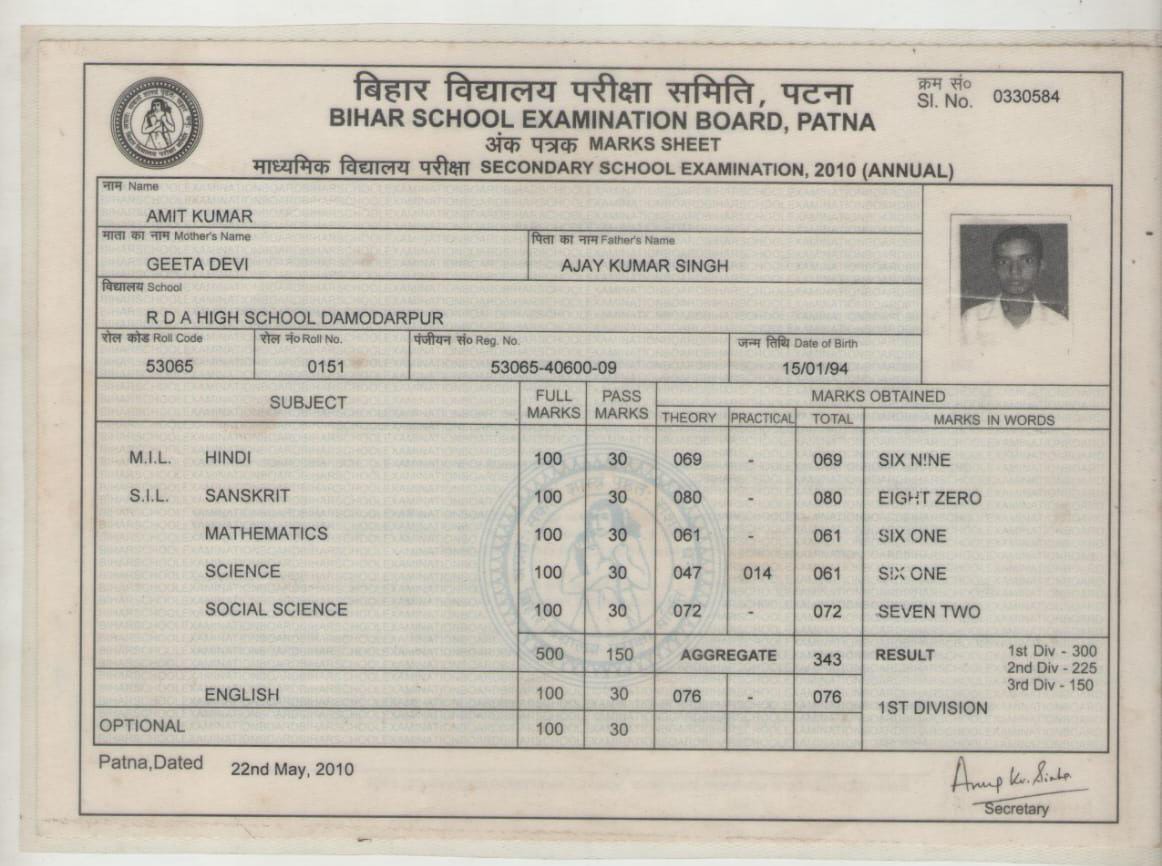 बिहार विद्यालय परीक्षा समिति, पटना
क्रम सं०
Sl. No. 0330584
BIHAR SCHOOL EXAMINATION BOARD, PATNA
अंक पत्रक MARKS SHEET
माध्यमिक विद्यालय परीक्षा SECONDARY SCHOOL EXAMINATION, 2010 (ANNUAL)
नाम Name
AMIT KUMAR
माता का नाम Mother's Name पिता का नाम Father's Name
GEETA DEVI AJAY KUMAR SINGH
विद्यालय School
R D A HIGH SCHOOL DAMODARPUR
रोल कोड Roll Code रोल नं० Roll No. पंजीयन सं० Reg. No. जन्म तिथि Date of Birth
53065 0151 53065-40600-09 15/01/94
SUBJECT FULL MARKS PASS MARKS MARKS OBTAINED
THEORY PRACTICAL TOTAL MARKS IN WORDS
M.I.L. HINDI 100 30 069 - 069 SIX NINE
S.I.L. SANSKRIT 100 30 080 - 080 EIGHT ZERO
MATHEMATICS 100 30 061 - 061 SIX ONE
SCIENCE 100 30 047 014 061 SIX ONE
SOCIAL SCIENCE 100 30 072 - 072 SEVEN TWO
500 150 AGGREGATE 343 RESULT 1st Div - 300
2nd Div - 225
3rd Div - 150
ENGLISH 100 30 076 - 076 1ST DIVISION
OPTIONAL 100 30
Patna,Dated 22nd May, 2010
Anup Kr. Sinha
Secretary